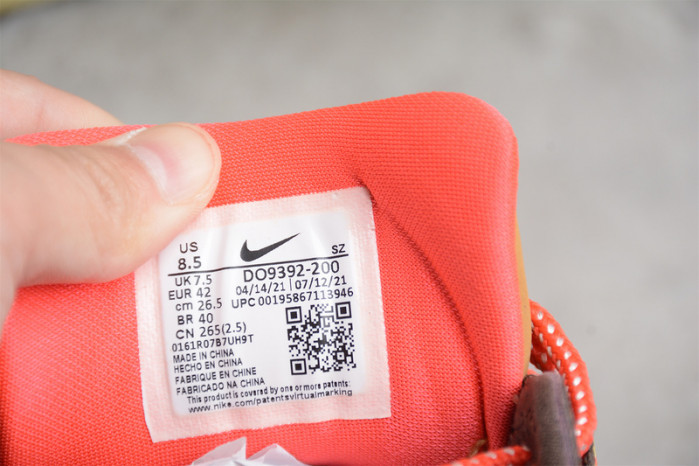 US
8.5
SZ
UK 7.5
DO9392-200
EUR 42
04/14/21 | 07/12/21
cm 26.5
UPC 00195867113946
BR 40
CN 265(2.5)
0161R07B7UH9T
MADE IN CHINA
HECHO EN CHINA
FABRIQUE EN CHINE
FABRICADO NA CHINA
This product is covered by one or more patents:
www.nike.com/patentsvirtualmarking